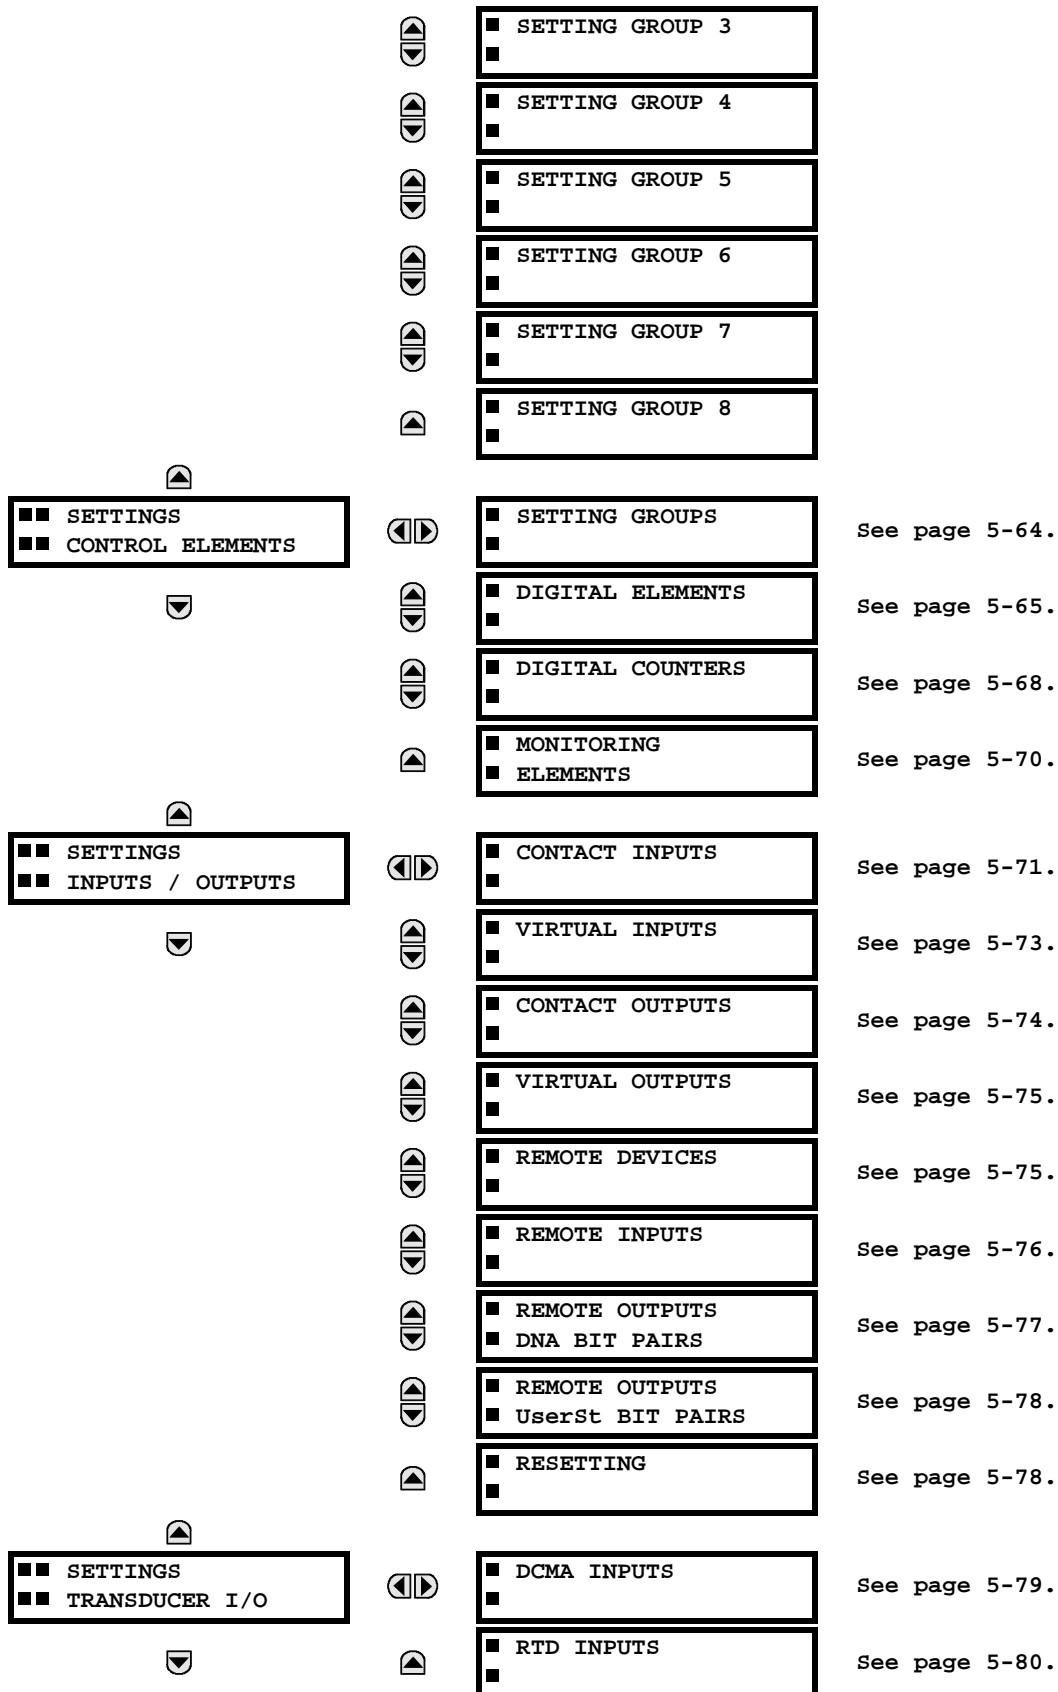 SETTING GROUP 3
SETTING GROUP 4
SETTING GROUP 5
SETTING GROUP 6
SETTING GROUP 7
SETTING GROUP 8
SETTINGS
CONTROL ELEMENTS
SETTING GROUPS
See page 5-64.
DIGITAL ELEMENTS
See page 5-65.
DIGITAL COUNTERS
See page 5-68.
MONITORING
ELEMENTS
See page 5-70.
SETTINGS
INPUTS / OUTPUTS
CONTACT INPUTS
See page 5-71.
VIRTUAL INPUTS
See page 5-73.
CONTACT OUTPUTS
See page 5-74.
VIRTUAL OUTPUTS
See page 5-75.
REMOTE DEVICES
See page 5-75.
REMOTE INPUTS
See page 5-76.
REMOTE OUTPUTS
DNA BIT PAIRS
See page 5-77.
REMOTE OUTPUTS
UserSt BIT PAIRS
See page 5-78.
RESETTING
See page 5-78.
SETTINGS
TRANSDUCER I/O
DCMA INPUTS
See page 5-79.
RTD INPUTS
See page 5-80.